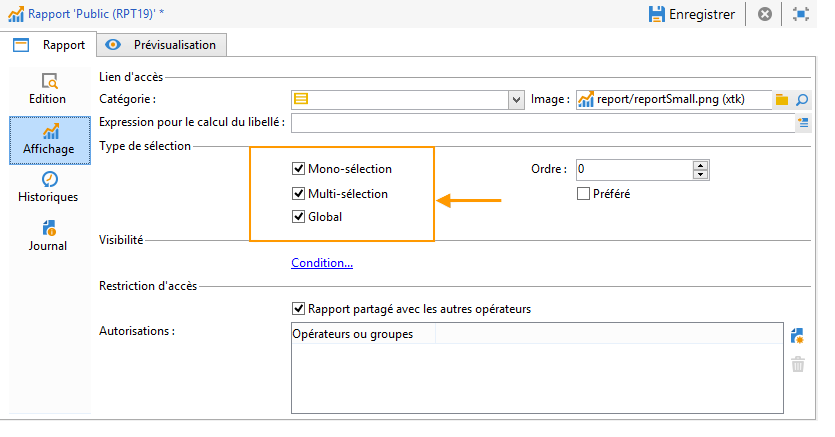 Rapport 'Public (RPT19)' *
Enregistrer
Rapport
Prévisualisation
Edition
Affichage
Historiques
Journal
Lien d'accès
Catégorie :
Image : report/reportSmall.png (xtk)
Expression pour le calcul du libellé :
Type de sélection
Mono-sélection
Ordre : 0
Multi-sélection
Préféré
Global
Visibilité
Condition...
Restriction d'accès
Rapport partagé avec les autres opérateurs
Autorisations :
Opérateurs ou groupes